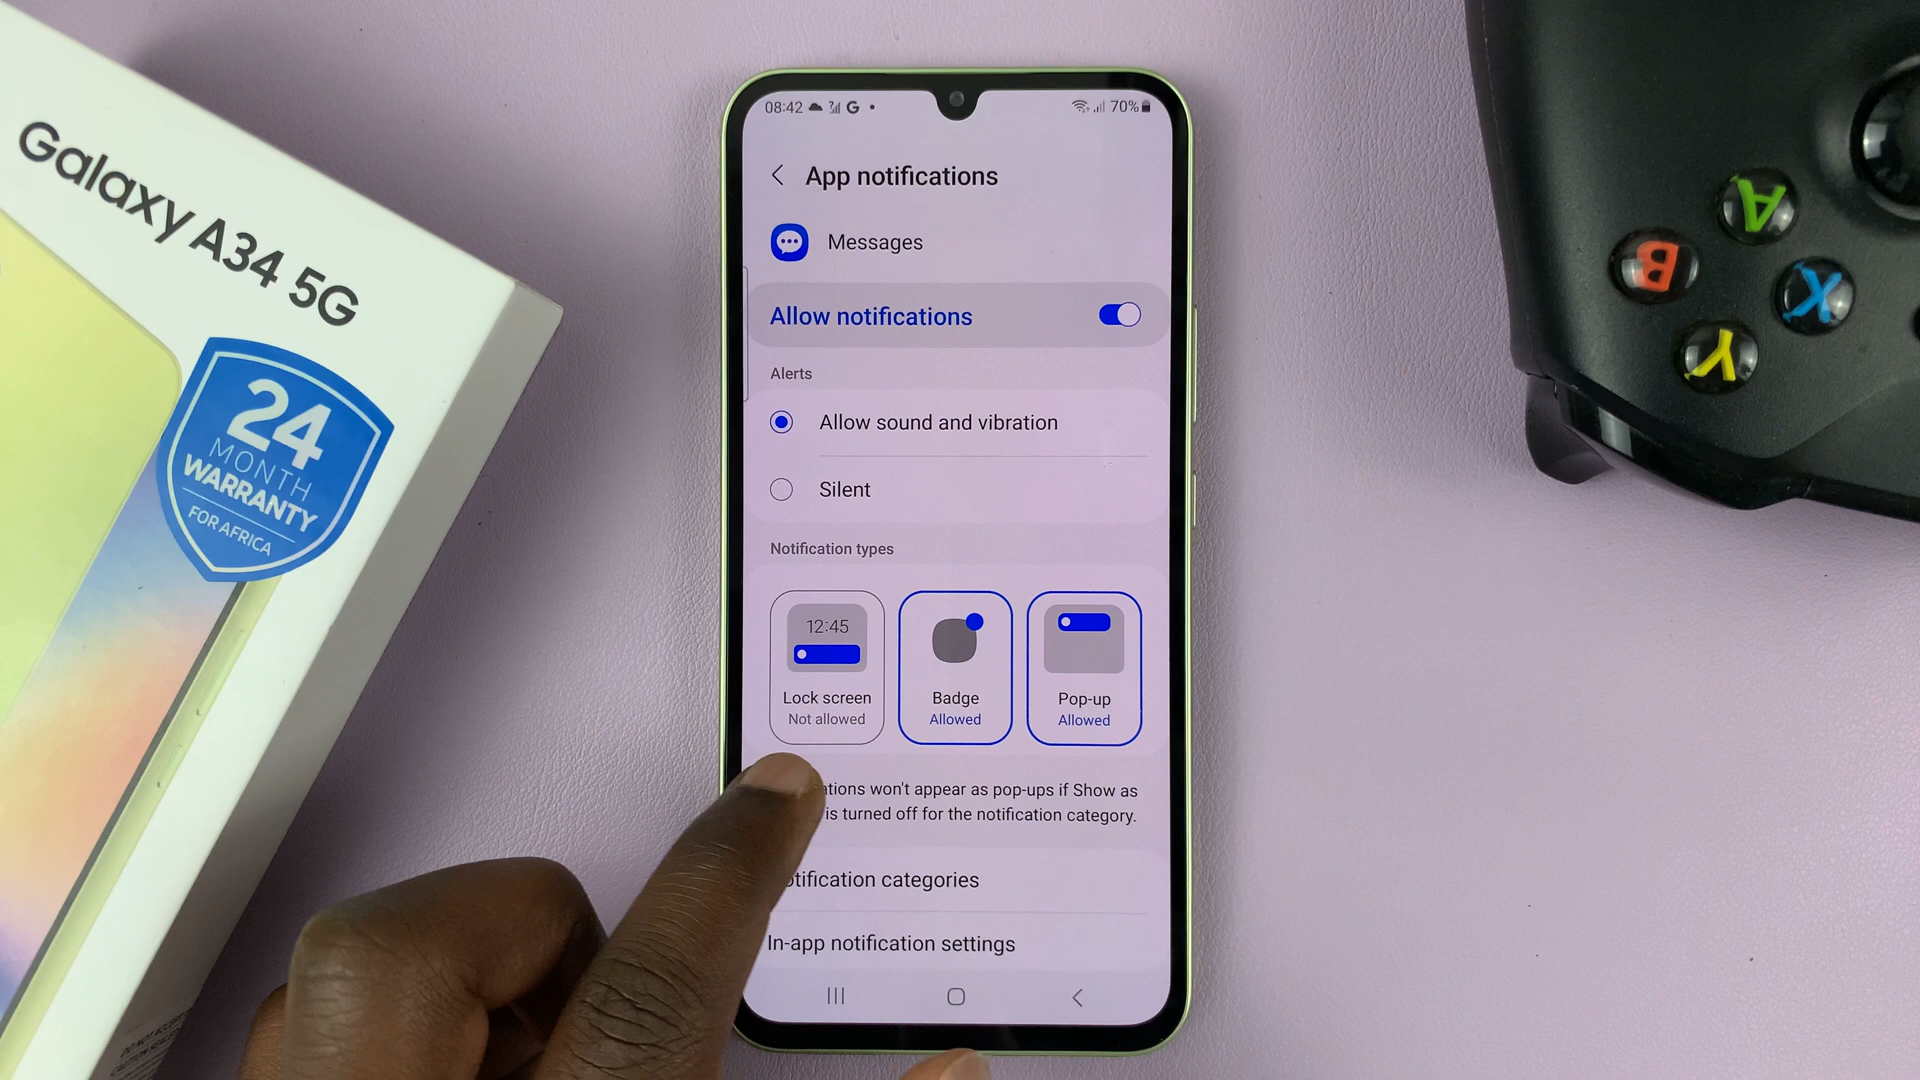 Galaxy A34 5G
24
MONTH
WARRANTY
FOR AFRICA
08:42
G
70%
App notifications
Messages
Allow notifications
Alerts
Allow sound and vibration
Silent
Notification types
12:45
Lock screen
Not allowed
Badge
Allowed
Pop-up
Allowed
ations won't appear as pop-ups if Show as
is turned off for the notification category.
otification categories
In-app notification settings
A
B
X
Y